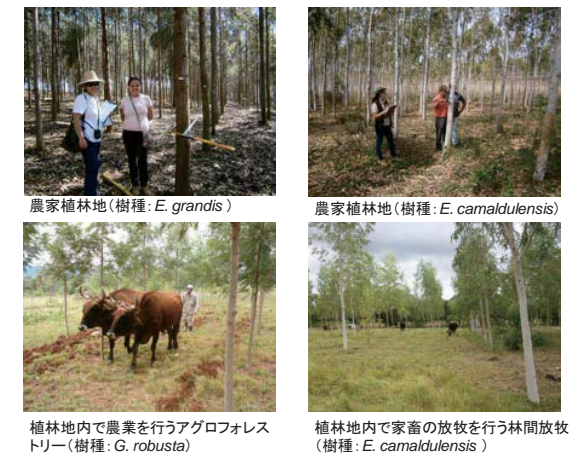 農家植林地(樹種：E. grandis )
農家植林地(樹種：E. camaldulensis)
植林地内で農業を行うアグロフォレス
トリー(樹種：G. robusta)
植林地内で家畜の放牧を行う林間放牧
(樹種：E. camaldulensis )